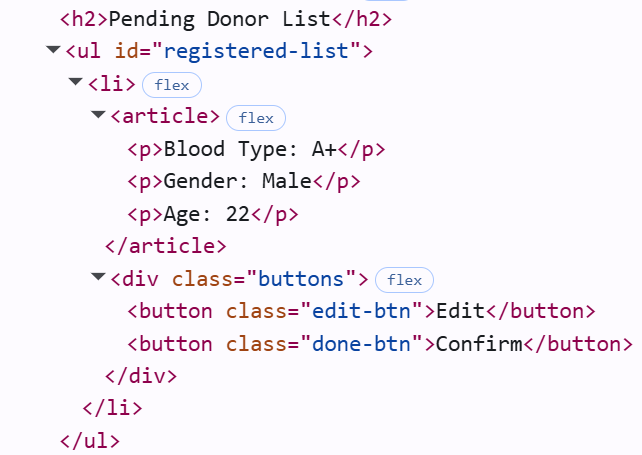 <h2>Pending Donor List</h2>
<ul id="registered-list">
<li> flex
<article> flex
<p>Blood Type: A+</p>
<p>Gender: Male</p>
<p>Age: 22</p>
</article>
<div class="buttons"> flex
<button class="edit-btn">Edit</button>
<button class="done-btn">Confirm</button>
</div>
</li>
</ul>